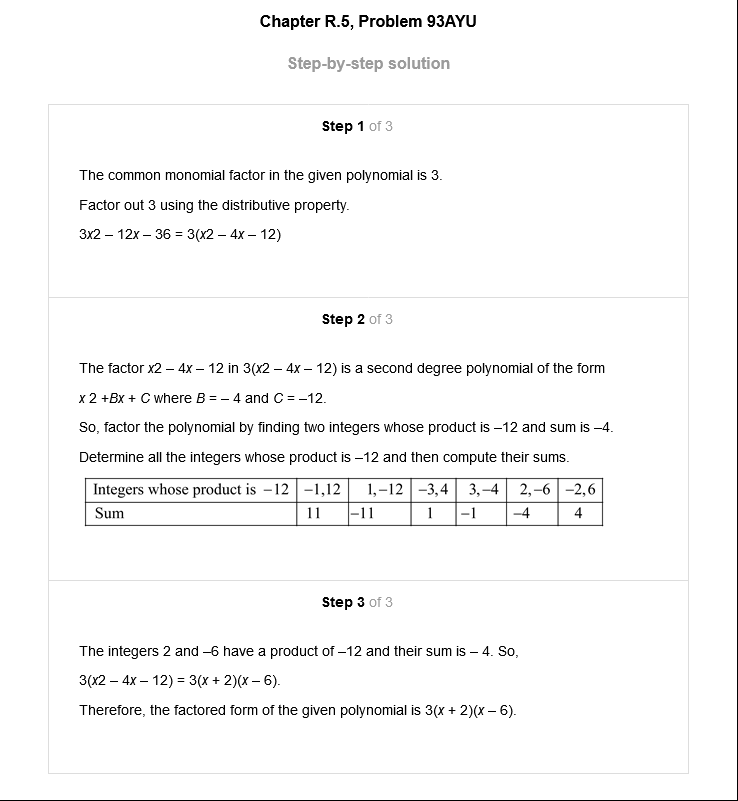 Chapter R.5, Problem 93AYU
Step-by-step solution
Step 1 of 3
The common monomial factor in the given polynomial is 3.
Factor out 3 using the distributive property.
3x2 – 12x – 36 = 3(x2 – 4x – 12)
Step 2 of 3
The factor x2 – 4x – 12 in 3(x2 – 4x – 12) is a second degree polynomial of the form
x 2 +Bx + C where B = – 4 and C = –12.
So, factor the polynomial by finding two integers whose product is –12 and sum is –4.
Determine all the integers whose product is –12 and then compute their sums.
Integers whose product is −12 −1,12 1,−12 −3,4 3,−4 2,−6 −2,6
Sum 11 −11 1 −1 −4 4
Step 3 of 3
The integers 2 and –6 have a product of –12 and their sum is – 4. So,
3(x2 – 4x – 12) = 3(x + 2)(x – 6).
Therefore, the factored form of the given polynomial is 3(x + 2)(x – 6).